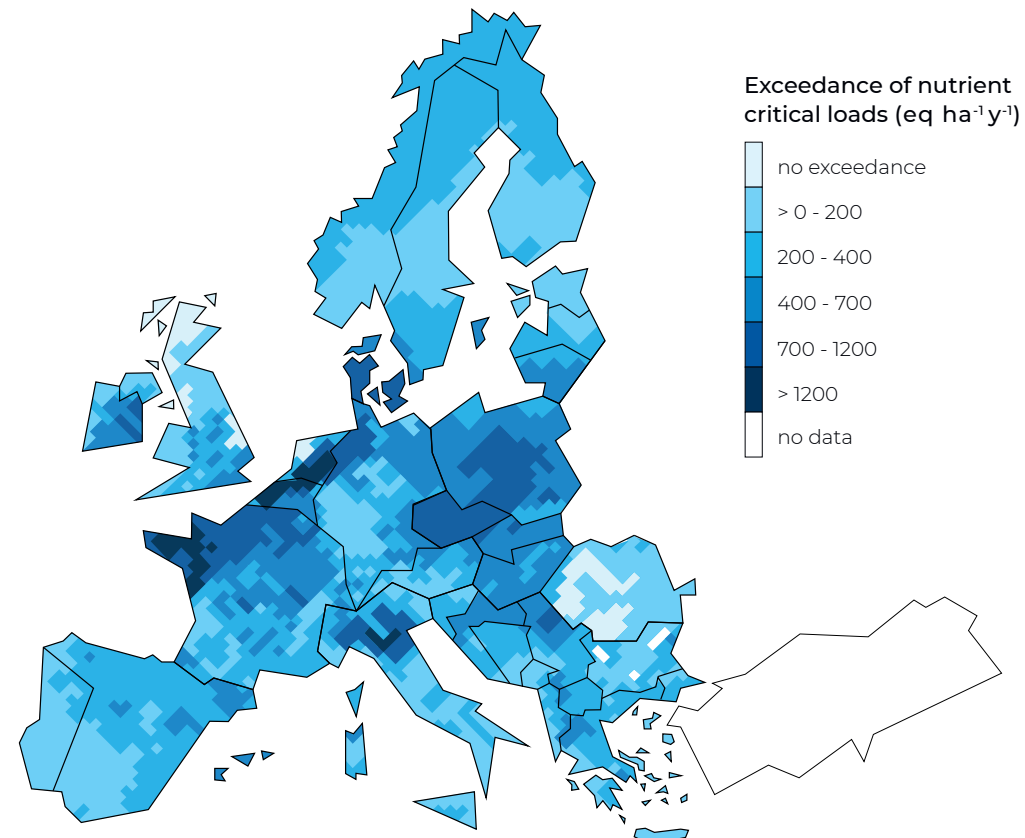 Exceedance of nutrient
critical loads (eq ha⁻¹ y⁻¹)
no exceedance
> 0 - 200
200 - 400
400 - 700
700 - 1200
> 1200
no data